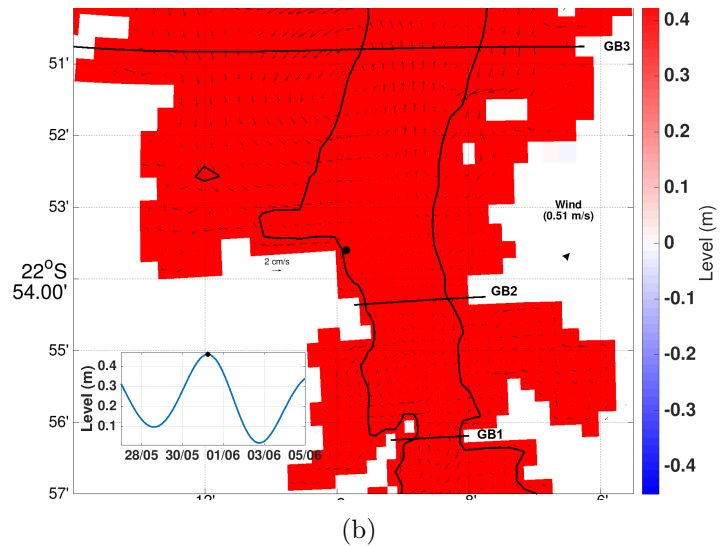 GB3
51'
52'
53'
Wind
(0.51 m/s)
2 cm/s
22°S
54.00'
GB2
55'
56'
GB1
57'
8'
6'
Level (m)
0.4
0.3
0.2
0.1
28/05
30/05
01/06
03/06
05/06
0.4
0.3
0.2
0.1
0
-0.1
-0.2
-0.3
-0.4
Level (m)
(b)